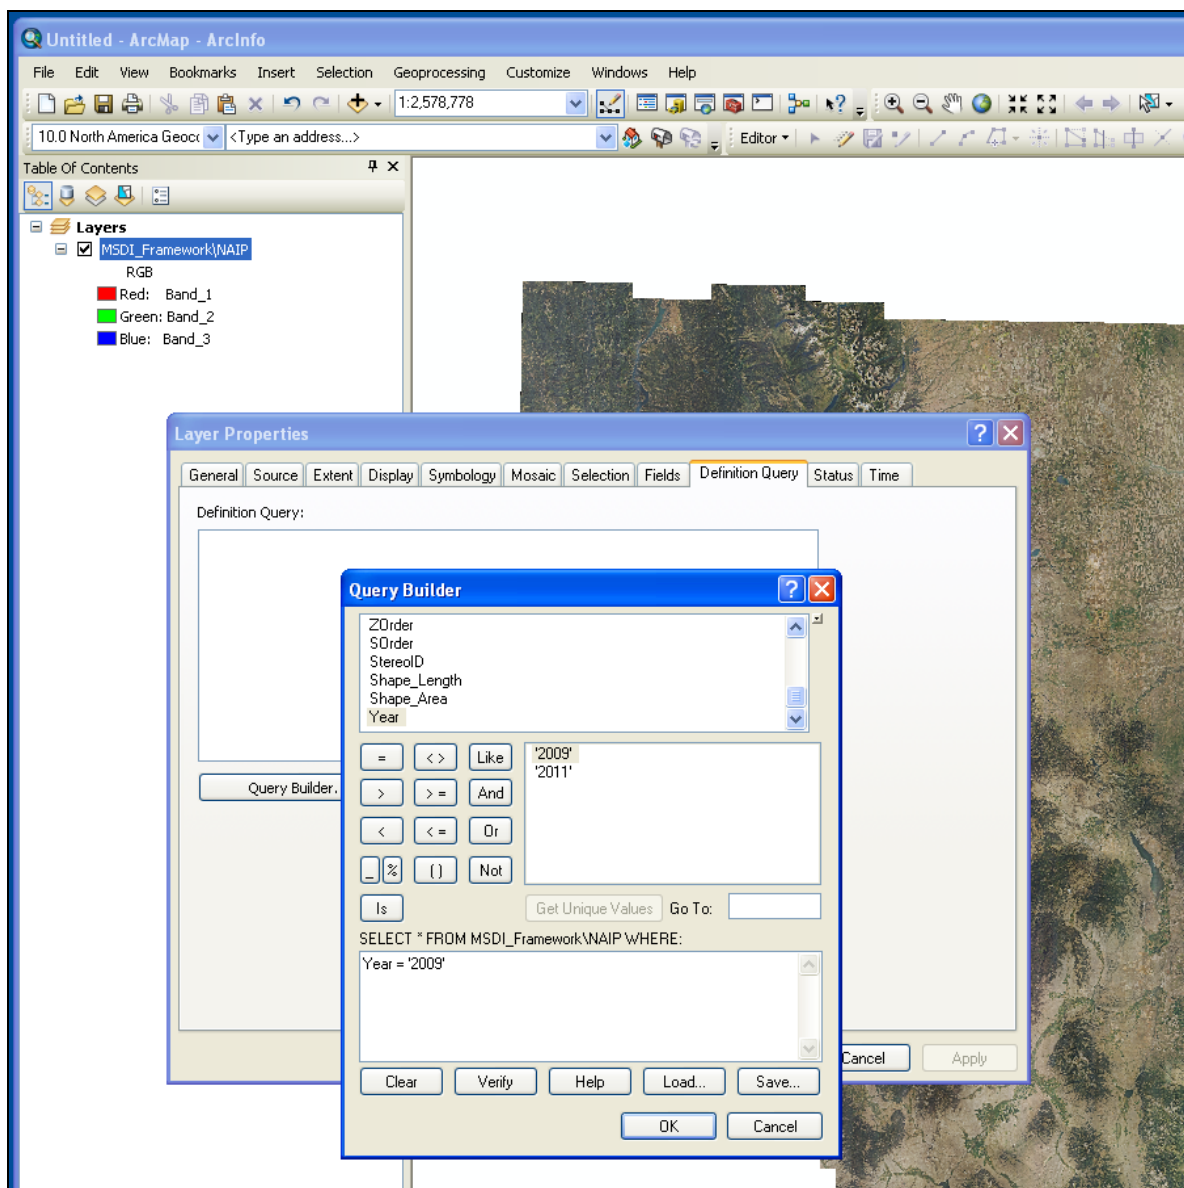 Untitled - ArcMap - ArcInfo
File Edit View Bookmarks Insert Selection Geoprocessing Customize Windows Help
1:2,578,778
10.0 North America Geocc <Type an address...> Editor
Table Of Contents
Layers
MSDI_Framework\NAIP
RGB
Red: Band_1
Green: Band_2
Blue: Band_3
Layer Properties
General Source Extent Display Symbology Mosaic Selection Fields Definition Query Status Time
Definition Query:
Query Builder.
Query Builder
ZOrder
SOrder
StereoID
Shape_Length
Shape_Area
Year
= < > Like
> > = And
< < = Or
_ % ( ) Not
Is
'2009'
'2011'
Get Unique Values Go To:
SELECT * FROM MSDI_Framework\NAIP WHERE:
Year = '2009'
Clear Verify Help Load... Save...
OK Cancel
Cancel Apply